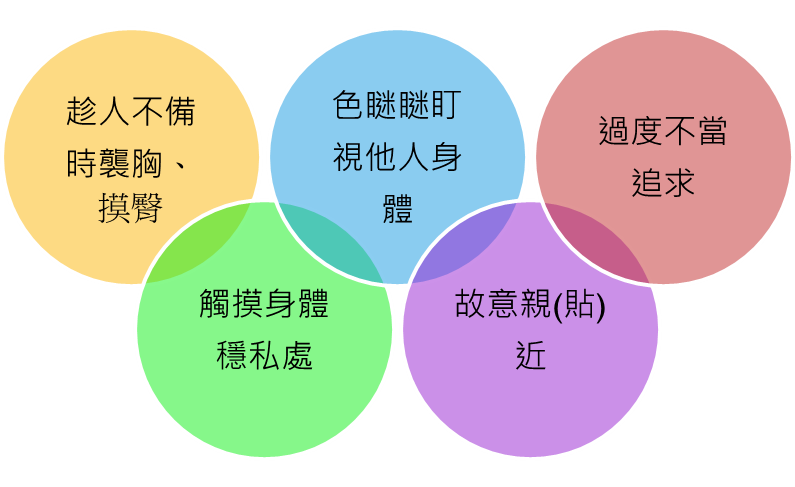 趁人不備
時襲胸、
摸臀
色瞇瞇盯
視他人身
體
過度不當
追求
觸摸身體
穩私處
故意親(貼)
近